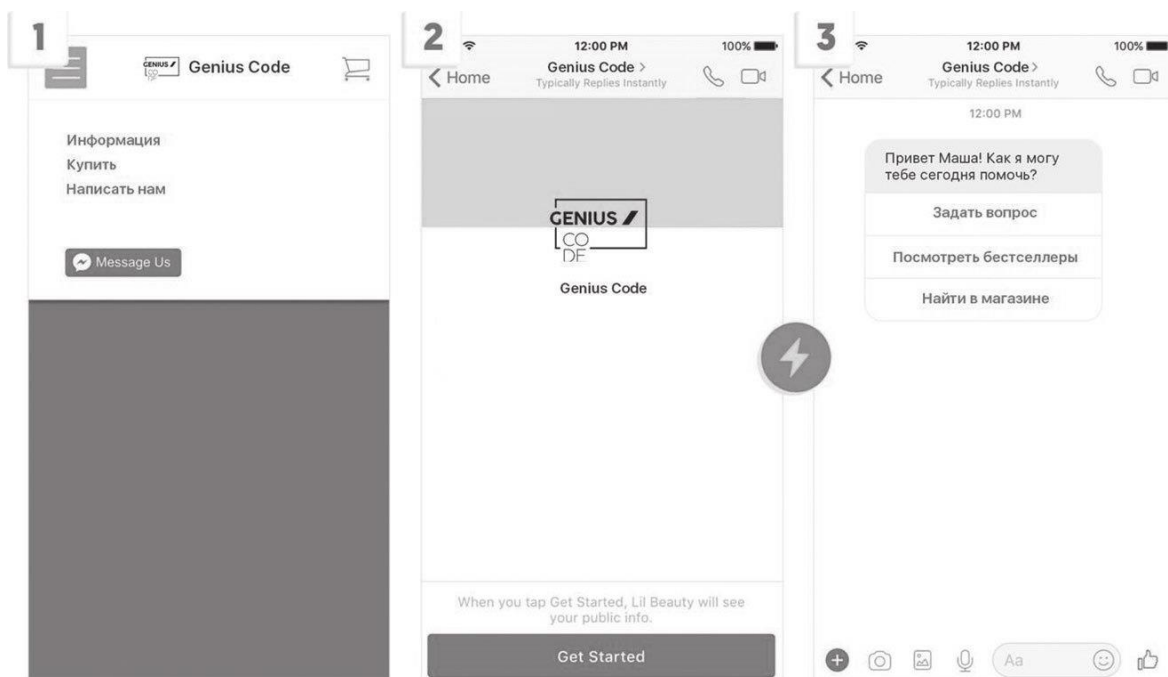 1
GENIUS
CO
DE
Genius Code
Информация
Купить
Написать нам
Message Us
2
12:00 PM
100%
Home
Genius Code >
Typically Replies Instantly
GENIUS
CO
DE
Genius Code
When you tap Get Started, Lil Beauty will see
your public info.
Get Started
3
12:00 PM
100%
Home
Genius Code >
Typically Replies Instantly
12:00 PM
Привет Маша! Как я могу
тебе сегодня помочь?
Задать вопрос
Посмотреть бестселлеры
Найти в магазине
Aa